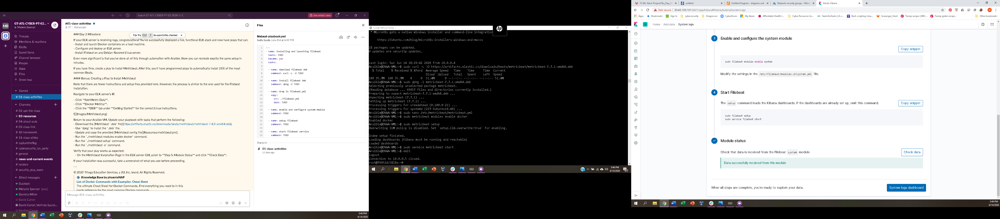 Search GT-ATL-CYBER-PT-02-2020-U-C
See what's new
MB
GT-ATL-CYBER-PT-02...
Melanie Spencer
Threads
Mentions & reactions
Drafts
Saved items
Channel browser
People
Apps
Files
Show less
Starred
# 01-class-activities
Channels
# 02-ask-the-class
# 03-resources
# 04-shout-outs
# 05-class-link
# 10-homework
# 11-class-slides
# capturetheflag
# cybersecurity_lan_party
# general
# news-and-current-events
# random
# security_plus_exam
Direct messages
Slackbot
Melanie Spencer (you)
Daniella Miller
David Carroll
David Carroll, Verlinda Saund...
Heather Carson
#01-class-activities
37 | Add a topic
Tip: Try Ctrl F to search this channel
### Day 2 Milestone
If your ELK server is receiving logs, congratulations! You've successfully deployed a live, functional ELK stack and now have plays that can:
- Install and launch Docker containers on a host machine.
- Configure and deploy an ELK server.
- Install Filebeat on any Debian-flavored Linux server.
Even more significant is that you've done all of this through automation with Ansible. Now you can recreate exactly the same setup in
minutes.
If you have time, create a play to install Metricbeat. After this, you'll have programmed plays to automatically install 25% of the most
common Beats.
#### Bonus: Creating a Play to Install Metricbeat
Note that there are fewer instructions and setup files provided here. However, the process is similar to the one used for the Filebeat
installation.
Navigate to your ELK server's IP.
- Click **Add Metric Data**.
- Click **Docker Metrics**.
- Click the **DEB** tab under **Getting Started** for the correct Linux instructions.
![](Images/Metricbeat.png)
Return to your Ansible VM. Update your playbook with tasks that perform the following:
- Download the [Metricbeat `.deb` file](https://artifacts.elastic.co/downloads/beats/metricbeat/metricbeat-7.4.0-amd64.deb).
- Use `dpkg` to install the `.deb` file.
- Update and copy the provided [Metricbeat config file](Resources/metricbeat.yml).
- Run the `./metricbeat modules enable docker` command.
- Run the `./metricbeat setup` command.
- Run the `./metricbeat -e` command.
Verify that your play works as expected:
- On the Metricbeat Installation Page in the ELK server GUI, scroll to **Step 5: Module Status** and click **Check Data**.
If your installation was successful, take a screenshot of what you see before proceeding.
---
© 2020 Trilogy Education Services, a 2U, Inc. brand. All Rights Reserved.
Knowledge Base by phoenixNAP
List of Docker Commands with Examples: Cheat Sheet
The ultimate Cheat Sheet for Docker Commands. Find everything you need to in this
handy reference for the most common Docker commands
Message #01-class-activities
Files
filebeat-playbook.yml
Sadia Syeda June 2nd at 6:49 PM
1 ---
2 - name: installing and launching filebeat
3 hosts: TODO
4 become: yes
5 tasks:
6
7 - name: download filebeat deb
8 command: curl -L -O TODO
9
10 - name: install filebeat deb
11 command: dpkg -i TODO
12
13 - name: drop in filebeat.yml
14 copy:
15 src: ./filebeat.yml
16 dest: TODO
17
18 - name: enable and configure system module
19 command: TODO
20
21 - name: setup filebeat
22 command: TODO
23
24 - name: start filebeat service
25 command: TODO
Shared in
# 01-class-activities
12 days ago
3:46 PM
6/14/2020
root@79952dc5818a: ~
hp
* MicroK8s gets a native Windows installer and command-line integration
https://ubuntu.com/blog/microk8s-installers-windows-and-macos
18 packages can be updated.
0 updates are security updates.
Last login: Sun Jun 14 18:29:42 2020 from 10.0.0.4
Ansible@DVWA-VM1:~$ sudo curl -L -O https://artifacts.elastic.co/downloads/beats/metricbeat/metricbeat-7.7.1-amd64.deb
% Total % Received % Xferd Average Speed Time Time Time Current
Dload Upload Total Spent Left Speed
100 35.7M 100 35.7M 0 0 51.4M 0 --:--:-- --:--:-- --:--:-- 51.4M
Ansible@DVWA-VM1:~$ sudo dpkg -i metricbeat-7.7.1-amd64.deb
Selecting previously unselected package metricbeat.
(Reading database ... 93057 files and directories currently installed.)
Preparing to unpack metricbeat-7.7.1-amd64.deb ...
Unpacking metricbeat (7.7.1) ...
Setting up metricbeat (7.7.1) ...
Processing triggers for ureadahead (0.100.0-21) ...
Processing triggers for systemd (237-3ubuntu10.40) ...
Ansible@DVWA-VM1:~$ sudo nano /etc/metricbeat/metricbeat.yml
Ansible@DVWA-VM1:~$ sudo metricbeat modules enable docker
Enabled docker
Ansible@DVWA-VM1:~$ sudo metricbeat setup
Overwriting ILM policy is disabled. Set `setup.ilm.overwrite:true` for enabling.
Index setup finished.
Loading dashboards (Kibana must be running and reachable)
Loaded dashboards
Ansible@DVWA-VM1:~$ sudo service metricbeat start
Ansible@DVWA-VM1:~$ exit
logout
Connection to 10.0.0.5 closed.
root@79952dc5818a:~#
3:46 PM
6/14/2020
13-Elk-Stack-Project/Stu_Day_1/
untitled
Untitled Diagram - diagrams.net
Network security groups - Micro
Elastic Kibana
Not secure | 20.42.100.101:5601/app/kibana#/home/tutorial/systemLogs
Apps
Bookmarks
Sign In
cybersecurity
Dragoncon
CyberZoom
My Azure
Affordable Health I...
Cyber Resources to...
GeeksforGeeks | A c...
Bash scripting chea...
Scavenger_Hunt
Turnip recipes | BBC...
Turnip gratin recipe...
Other bookmarks
D Home / Add data / System logs
3 Enable and configure the system module
Copy snippet
sudo filebeat modules enable system
Modify the settings in the /etc/filebeat/modules.d/system.yml file.
4 Start Filebeat
The setup command loads the Kibana dashboards. If the dashboards are already set up, omit this command.
Copy snippet
sudo filebeat setup
sudo service filebeat start
Module status
Check that data is received from the Filebeat system module
Check data
Data successfully received from this module
When all steps are complete, you're ready to explore your data.
System logs dashboard
3:46 PM
6/14/2020